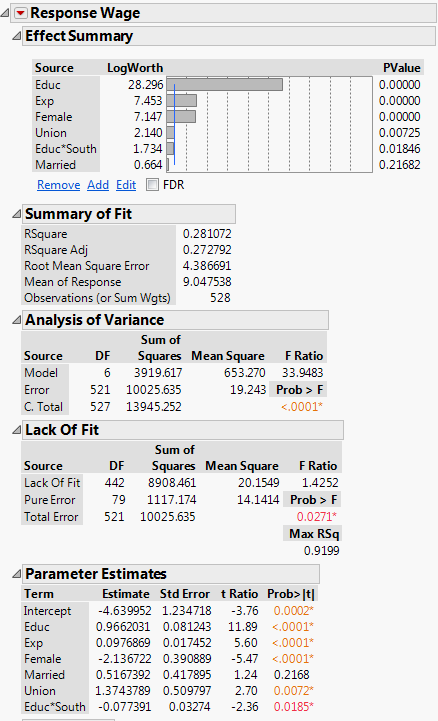 Response Wage
Effect Summary
Source LogWorth PValue
Educ 28.296 0.00000
Exp 7.453 0.00000
Female 7.147 0.00000
Union 2.140 0.00725
Educ*South 1.734 0.01846
Married 0.664 0.21682
Remove Add Edit FDR
Summary of Fit
RSquare 0.281072
RSquare Adj 0.272792
Root Mean Square Error 4.386691
Mean of Response 9.047538
Observations (or Sum Wgts) 528
Analysis of Variance
Sum of
Source DF Squares Mean Square F Ratio
Model 6 3919.617 653.270 33.9483
Error 521 10025.635 19.243 Prob > F
C. Total 527 13945.252 <.0001*
Lack Of Fit
Sum of
Source DF Squares Mean Square F Ratio
Lack Of Fit 442 8908.461 20.1549 1.4252
Pure Error 79 1117.174 14.1414 Prob > F
Total Error 521 10025.635 0.0271*
Max RSq
0.9199
Parameter Estimates
Term Estimate Std Error t Ratio Prob>|t|
Intercept -4.639952 1.234718 -3.76 0.0002*
Educ 0.9662031 0.081243 11.89 <.0001*
Exp 0.0976869 0.017452 5.60 <.0001*
Female -2.136722 0.390889 -5.47 <.0001*
Married 0.5167392 0.417895 1.24 0.2168
Union 1.3743789 0.509797 2.70 0.0072*
Educ*South -0.077391 0.03274 -2.36 0.0185*